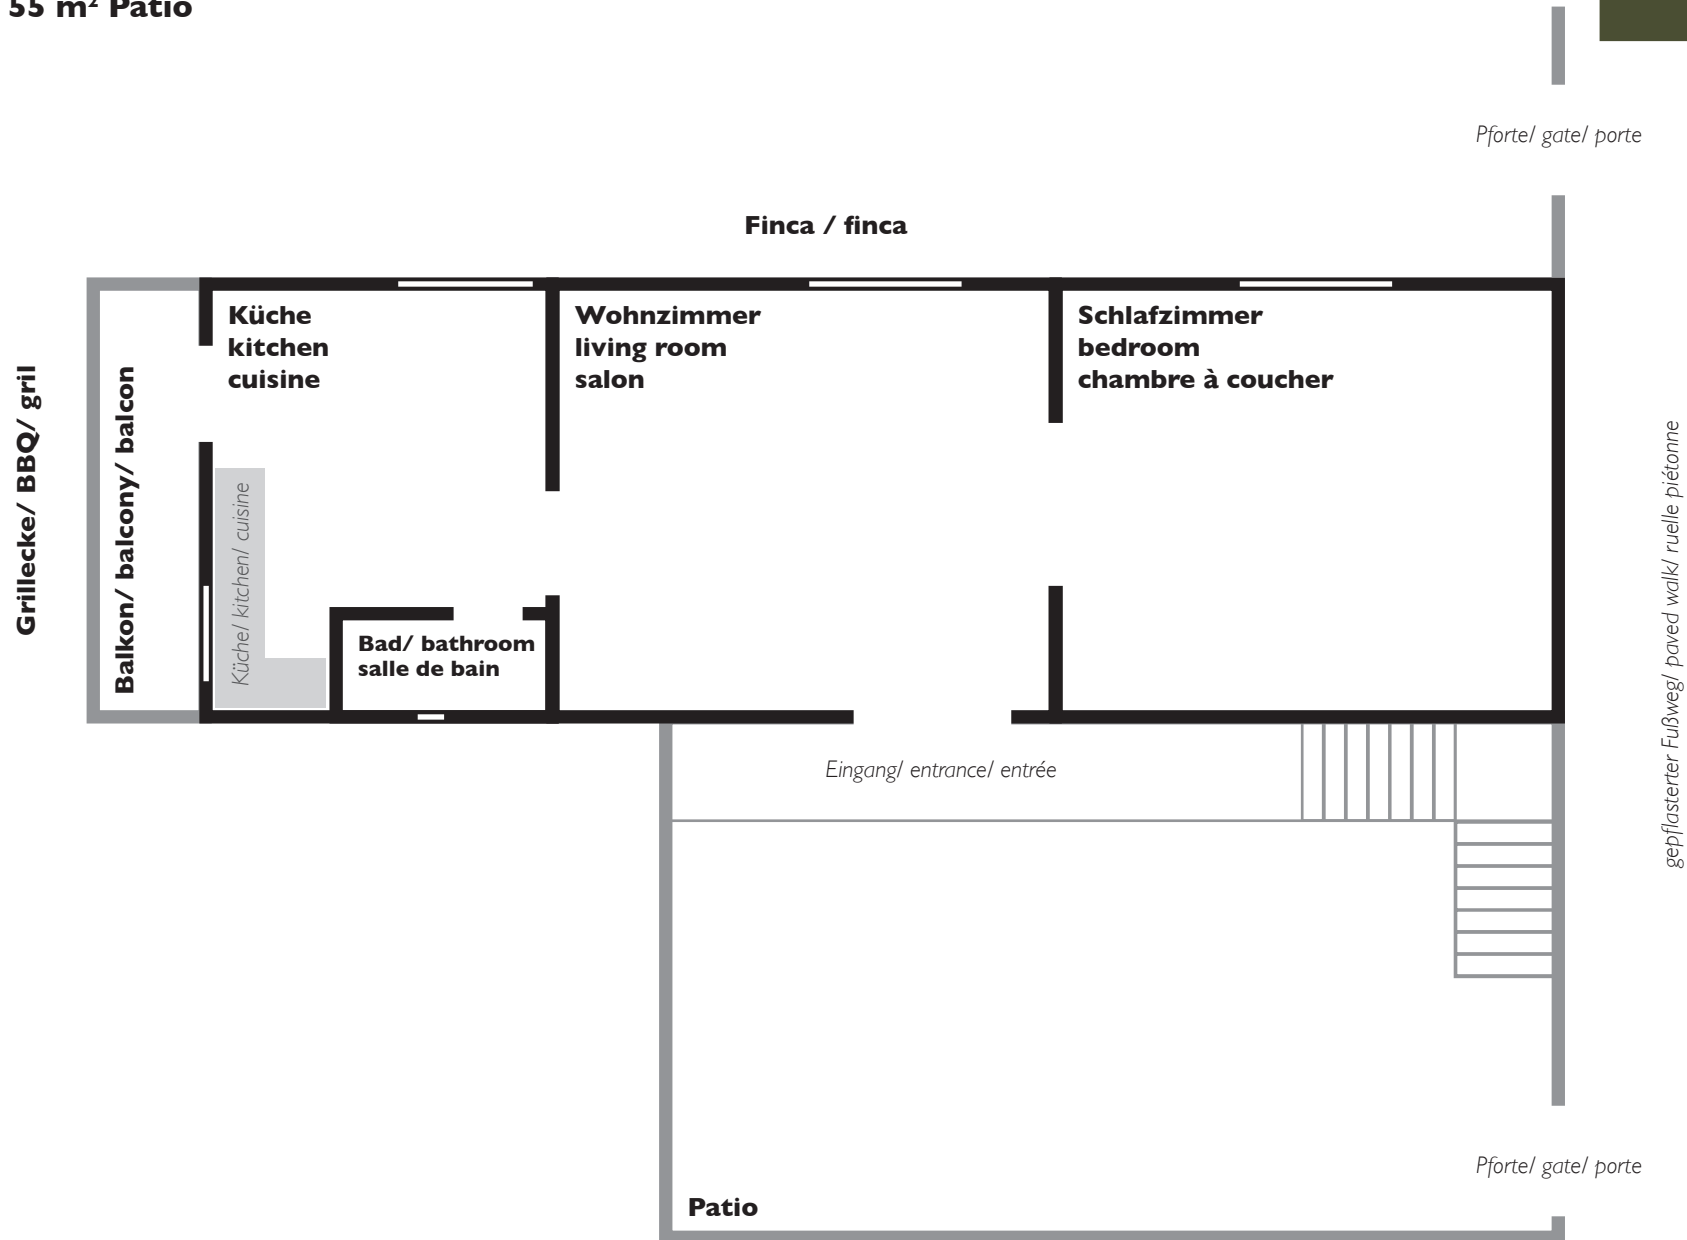 55 m² Patio
Pforte/ gate/ porte
Finca / finca
Küche
kitchen
cuisine
Wohnzimmer
living room
salon
Schlafzimmer
bedroom
chambre à coucher
Grillecke/ BBQ/ gril
Balkon/ balcony/ balcon
Küche/ kitchen/ cuisine
Bad/ bathroom
salle de bain
gepflasterter Fußweg/ paved walk/ ruelle piétonne
Eingang/ entrance/ entrée
Pforte/ gate/ porte
Patio